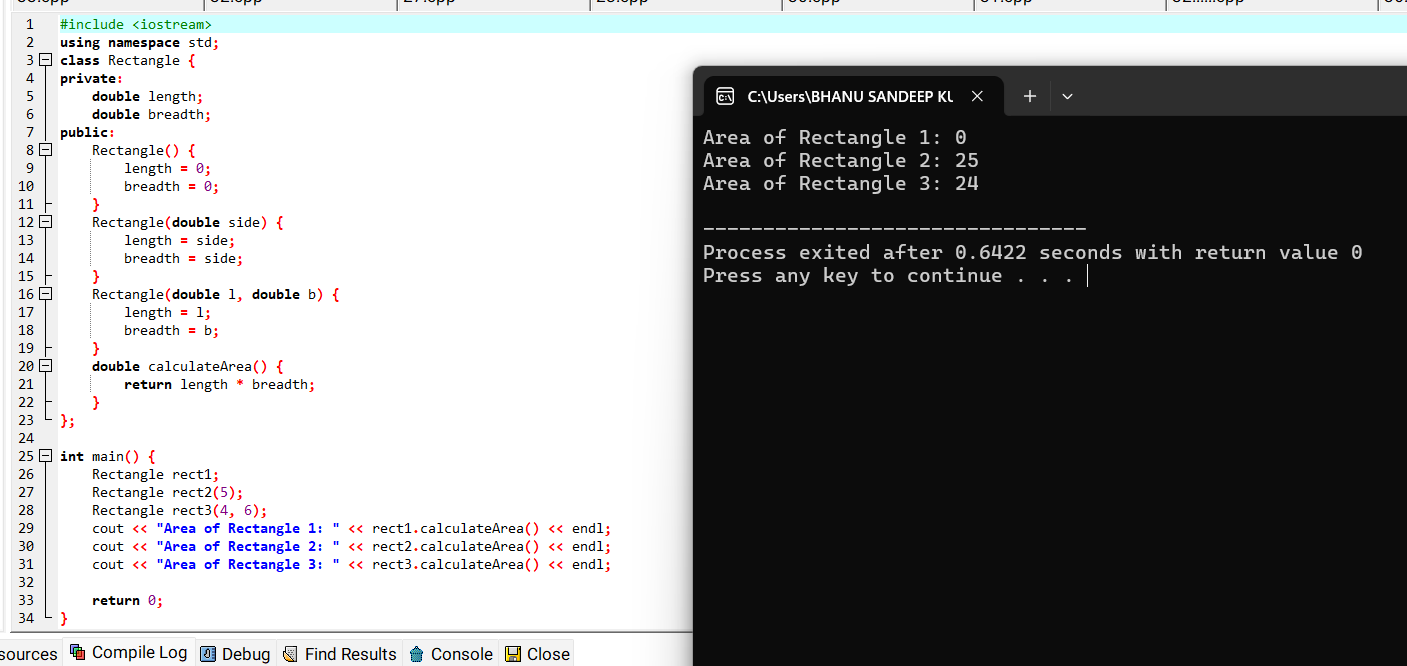 27.cpp
1 #include <iostream>
2 using namespace std;
3 class Rectangle {
4 private:
5     double length;
6     double breadth;
7 public:
8     Rectangle() {
9         length = 0;
10         breadth = 0;
11     }
12     Rectangle(double side) {
13         length = side;
14         breadth = side;
15     }
16     Rectangle(double l, double b) {
17         length = l;
18         breadth = b;
19     }
20     double calculateArea() {
21         return length * breadth;
22     }
23 };
24
25 int main() {
26     Rectangle rect1;
27     Rectangle rect2(5);
28     Rectangle rect3(4, 6);
29     cout << "Area of Rectangle 1: " << rect1.calculateArea() << endl;
30     cout << "Area of Rectangle 2: " << rect2.calculateArea() << endl;
31     cout << "Area of Rectangle 3: " << rect3.calculateArea() << endl;
32
33     return 0;
34 }
sources Compile Log Debug Find Results Console Close
C:\Users\BHANU SANDEEP KU
Area of Rectangle 1: 0
Area of Rectangle 2: 25
Area of Rectangle 3: 24
--------------------------------
Process exited after 0.6422 seconds with return value 0
Press any key to continue . . .